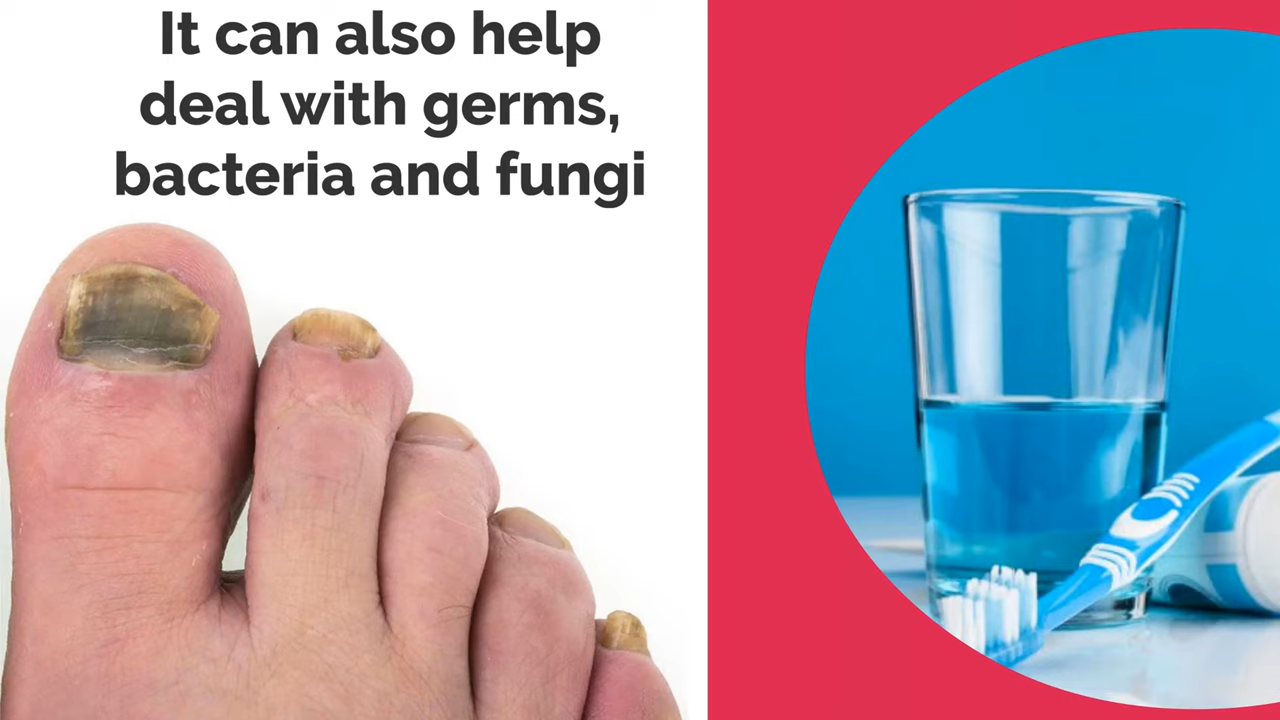 It can also help
deal with germs,
bacteria and fungi